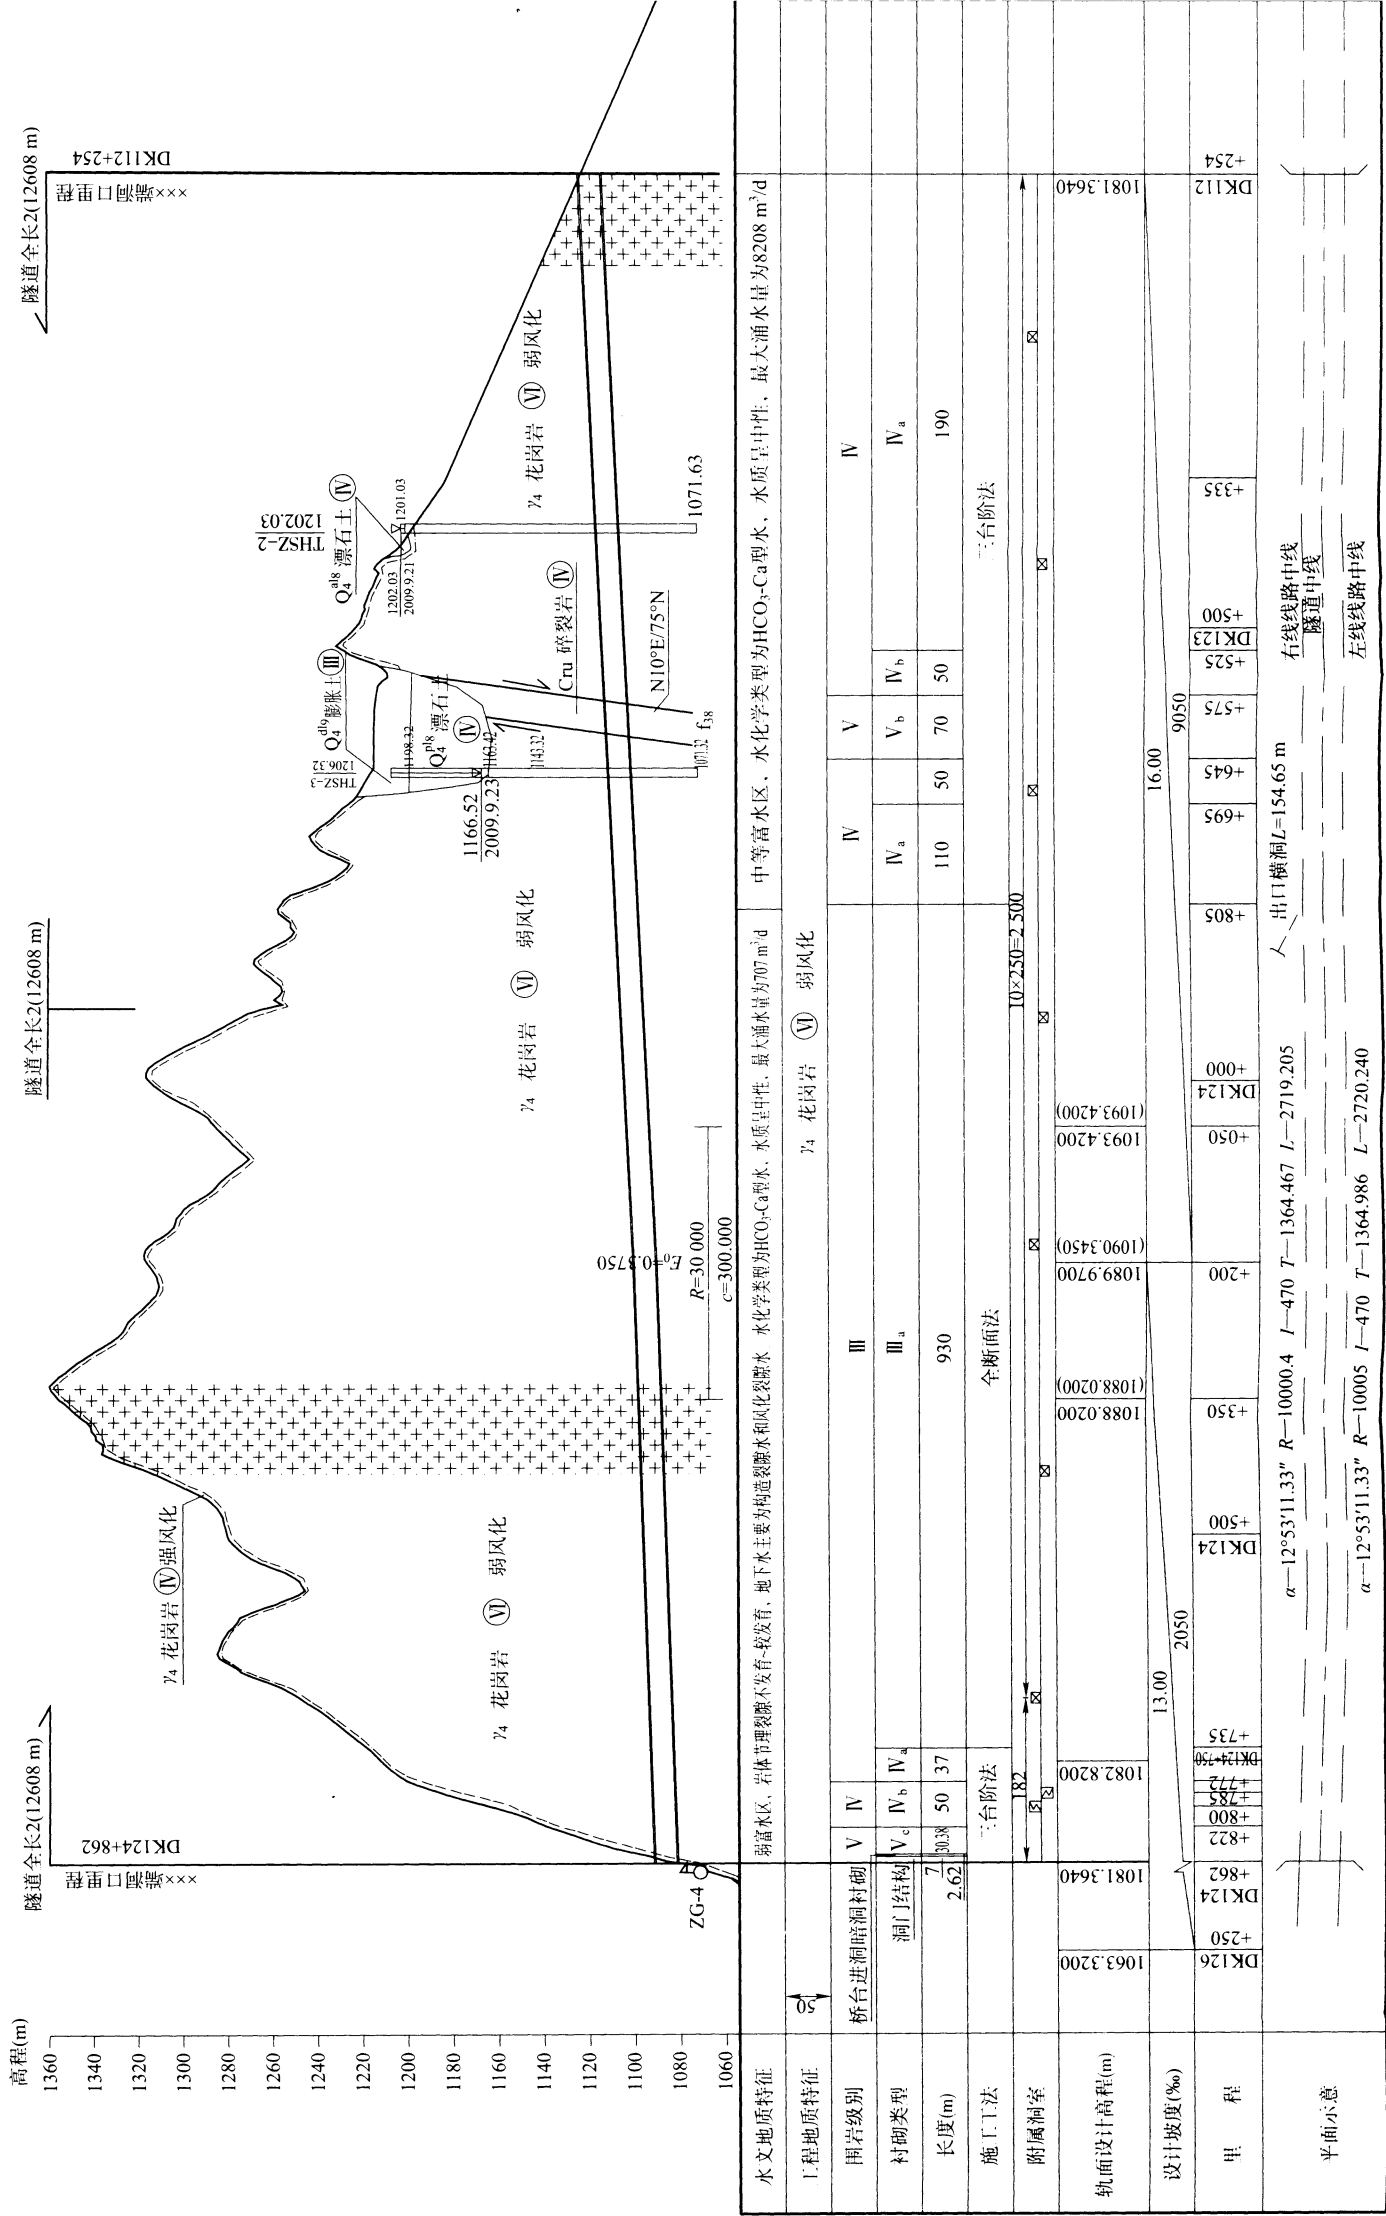 高程(m)
1360
1340
1320
1300
1280
1260
1240
1220
1200
1180
1160
1140
1120
1100
1080
1060
隧道全长2(12608 m)
×××端洞口里程
DK124+862
隧道全长2(12608 m)
隧道全长2(12608 m)
×××端洞口里程
DK112+254
ZG-4
γ₄ 花岗岩 Ⅳ 强风化
γ₄ 花岗岩 Ⅵ 弱风化
γ₄ 花岗岩 Ⅵ 弱风化
γ₄ 花岗岩 Ⅵ 弱风化
E₀=0.3750
R=30 000
c=300.000
THSZ-3
1206.32
Q₄ᵈˡ⁹膨胀土 Ⅲ
1198.32
Q₄ᵖˡ⁸ 漂石土
Ⅳ
1163.42
1143.32
1166.52
2009.9.23
1071.32
f₃₈
Cru 碎裂岩 Ⅳ
N10°E/75°N
Q₄ᵃˡ⁸ 漂石土 Ⅳ
THSZ-2
1202.03
1202.03
2009.9.21
1201.03
1071.63
水文地质特征
弱富水区、岩体节理裂隙不发育~较发育、地下水主要为构造裂隙水和风化裂隙水 水化学类型为HCO₃-Ca型水、水质呈中性、最大涌水量为707 m³/d
中等富水区、水化学类型为HCO₃-Ca型水、水质呈中性、最大涌水量为8208 m³/d
工程地质特征
50
γ₄ 花岗岩 Ⅵ 弱风化
围岩级别
桥台进洞暗洞衬砌
Ⅴ Ⅳ Ⅲ Ⅳ Ⅴ Ⅳ
衬砌类型
洞门结构
Ⅴc Ⅳb Ⅳa Ⅲa Ⅳa Ⅴb Ⅳb Ⅳa
长度(m)
7
2.62
30.38 50 37 930 110 50 70 50 190
施工工法
三台阶法 全断面法 三台阶法
附属洞室
182
10×250=2 500
轨面设计高程(m)
1063.3200
1081.3640
1082.8200
1088.0200
(1088.0200)
1089.9700
(1090.3450)
1093.4200
(1093.4200)
1081.3640
设计坡度(‰)
13.00
2050
16.00
9050
里 程
DK126
+250
DK124
+862
+822
+800
+785
+772
DK124+750
+735
DK124
+500
+350
+200
+050
DK124
+000
+805
+695
+645
+575
+525
DK123
+500
+335
DK112
+254
平面示意
α—12°53′11.33″ R—10000.4 l—470 T—1364.467 L—2719.205
α—12°53′11.33″ R—10005 l—470 T—1364.986 L—2720.240
出口横洞L=154.65 m
右线线路中线
隧道中线
左线线路中线